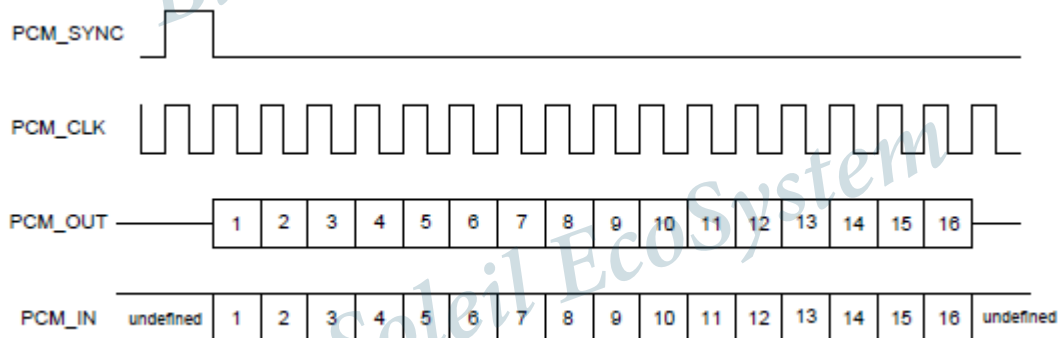 PCM_SYNC
PCM_CLK
PCM_OUT 1 2 3 4 5 6 7 8 9 10 11 12 13 14 15 16
PCM_IN undefined 1 2 3 4 5 6 7 8 9 10 11 12 13 14 15 16 undefined
Soleil EcoSystem